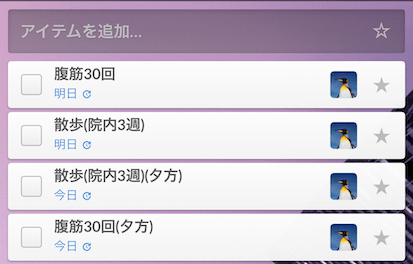 アイテムを追加...
腹筋30回
明日
散歩(院内3週)
明日
散歩(院内3週)(夕方)
今日
腹筋30回(夕方)
今日